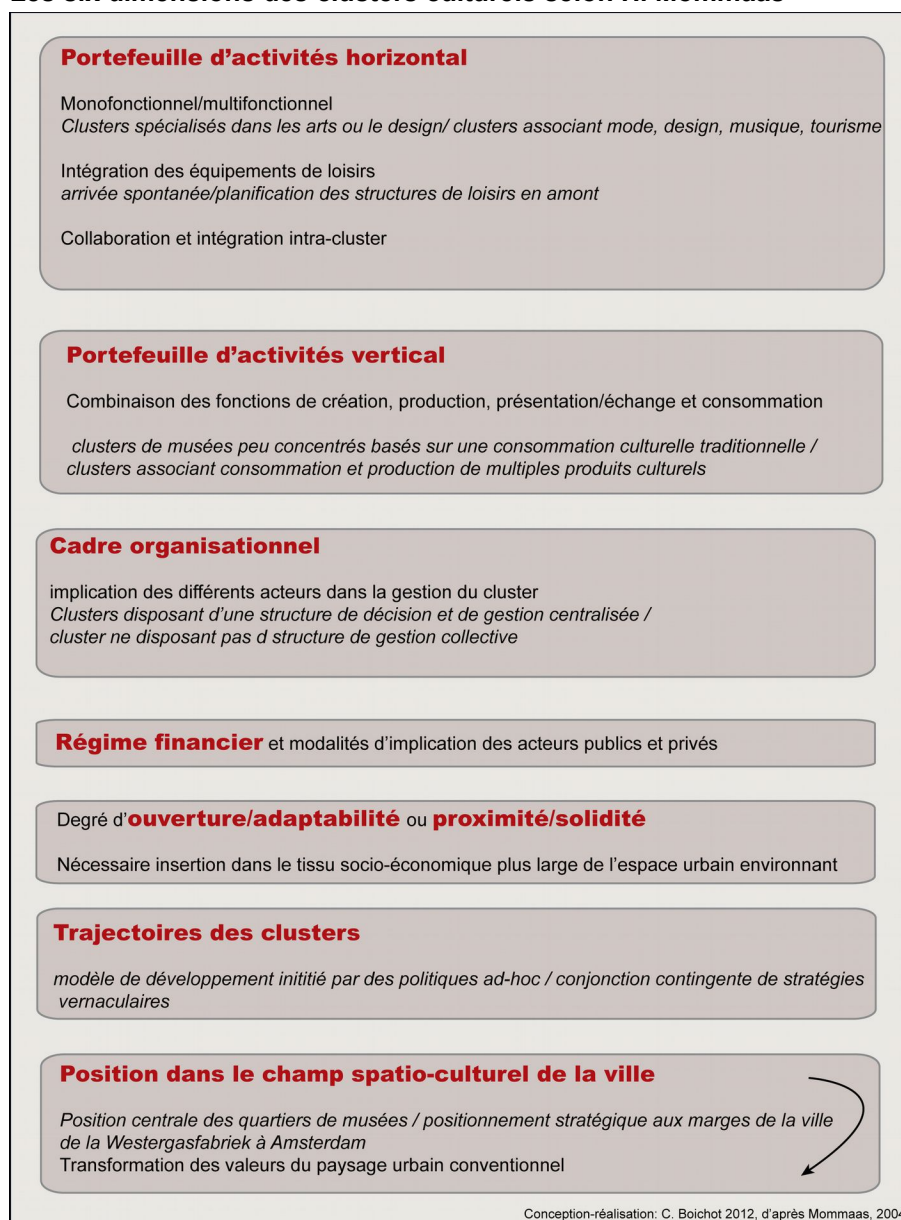 Les six dimensions des clusters culturels selon H. Mommaas
Portefeuille d'activités horizontal
Monofonctionnel/multifonctionnel
Clusters spécialisés dans les arts ou le design/ clusters associant mode, design, musique, tourisme
Intégration des équipements de loisirs
arrivée spontanée/planification des structures de loisirs en amont
Collaboration et intégration intra-cluster
Portefeuille d'activités vertical
Combinaison des fonctions de création, production, présentation/échange et consommation
clusters de musées peu concentrés basés sur une consommation culturelle traditionnelle /
clusters associant consommation et production de multiples produits culturels
Cadre organisationnel
implication des différents acteurs dans la gestion du cluster
Clusters disposant d'une structure de décision et de gestion centralisée /
cluster ne disposant pas d structure de gestion collective
Régime financier et modalités d'implication des acteurs publics et privés
Degré d'ouverture/adaptabilité ou proximité/solidité
Nécessaire insertion dans le tissu socio-économique plus large de l'espace urbain environnant
Trajectoires des clusters
modèle de développement inititié par des politiques ad-hoc / conjonction contingente de stratégies
vernaculaires
Position dans le champ spatio-culturel de la ville
Position centrale des quartiers de musées / positionnement stratégique aux marges de la ville
de la Westergasfabriek à Amsterdam
Transformation des valeurs du paysage urbain conventionnel
Conception-réalisation: C. Boichot 2012, d'après Mommaas, 2004